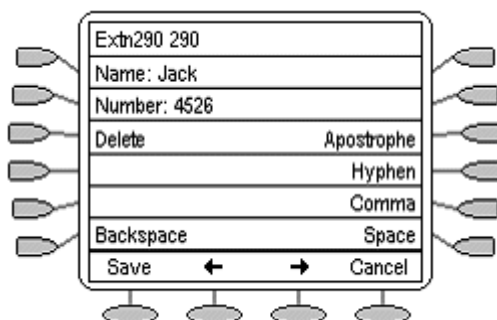 Extn290 290
Name: Jack
Number: 4526
Delete Apostrophe
Hyphen
Comma
Backspace Space
Save ← → Cancel